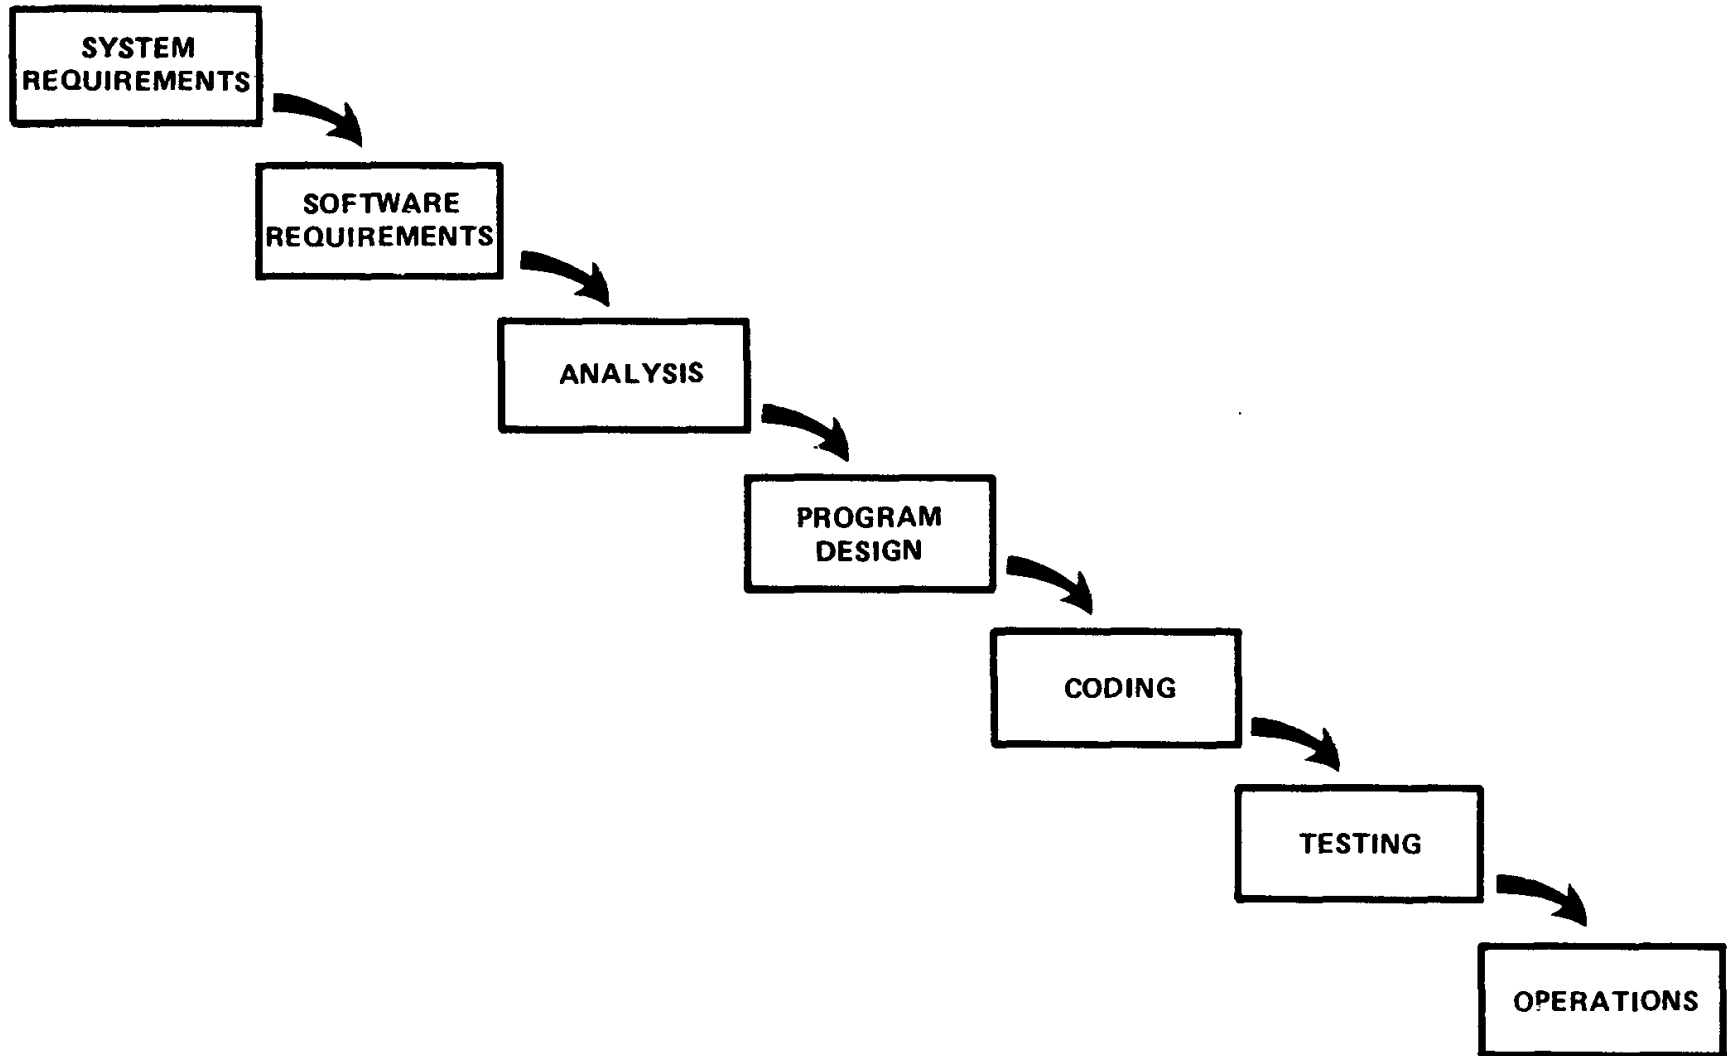 SYSTEM
REQUIREMENTS
SOFTWARE
REQUIREMENTS
ANALYSIS
PROGRAM
DESIGN
CODING
TESTING
OPERATIONS